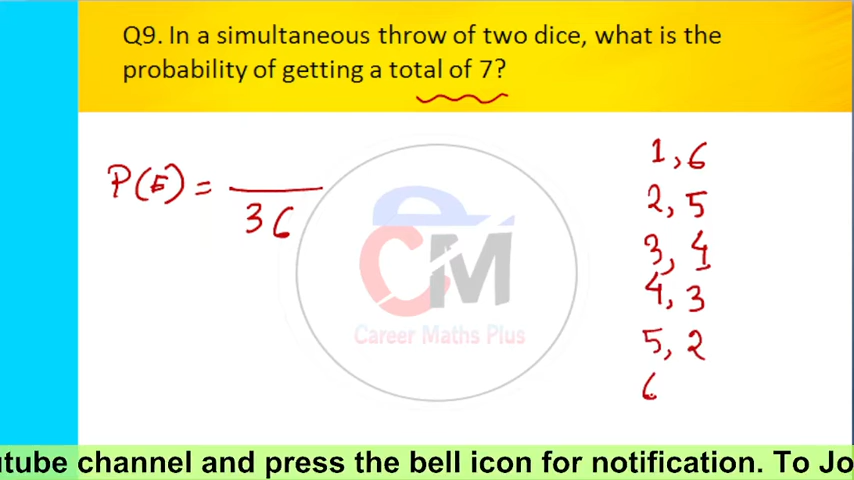 Q9. In a simultaneous throw of two dice, what is the
probability of getting a total of 7?
P(E) =
36
1, 6
2, 5
3, 4
4, 3
5, 2
6
CM
Career Maths Plus
utube channel and press the bell icon for notification. To Jo